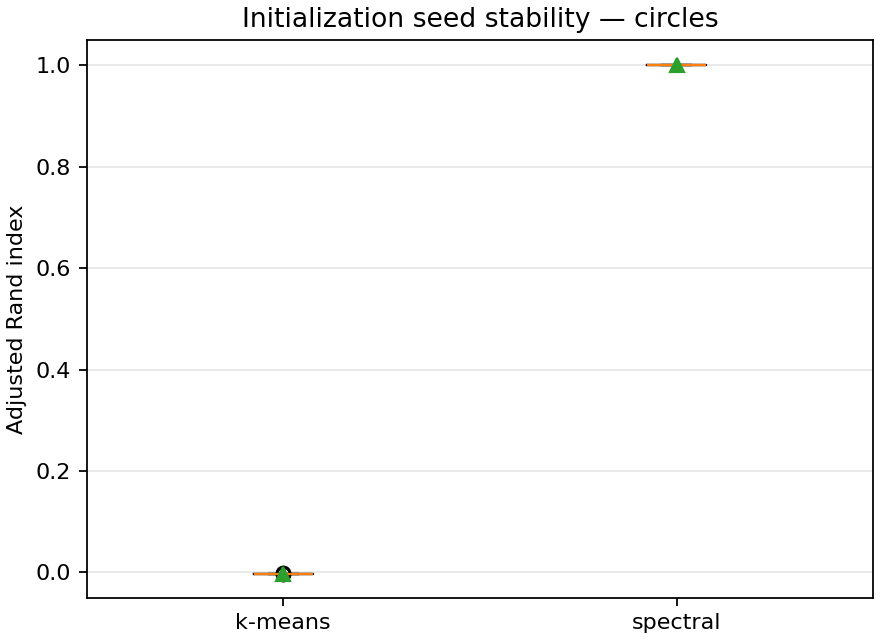 Initialization seed stability — circles
Adjusted Rand index
1.0
0.8
0.6
0.4
0.2
0.0
k-means
spectral